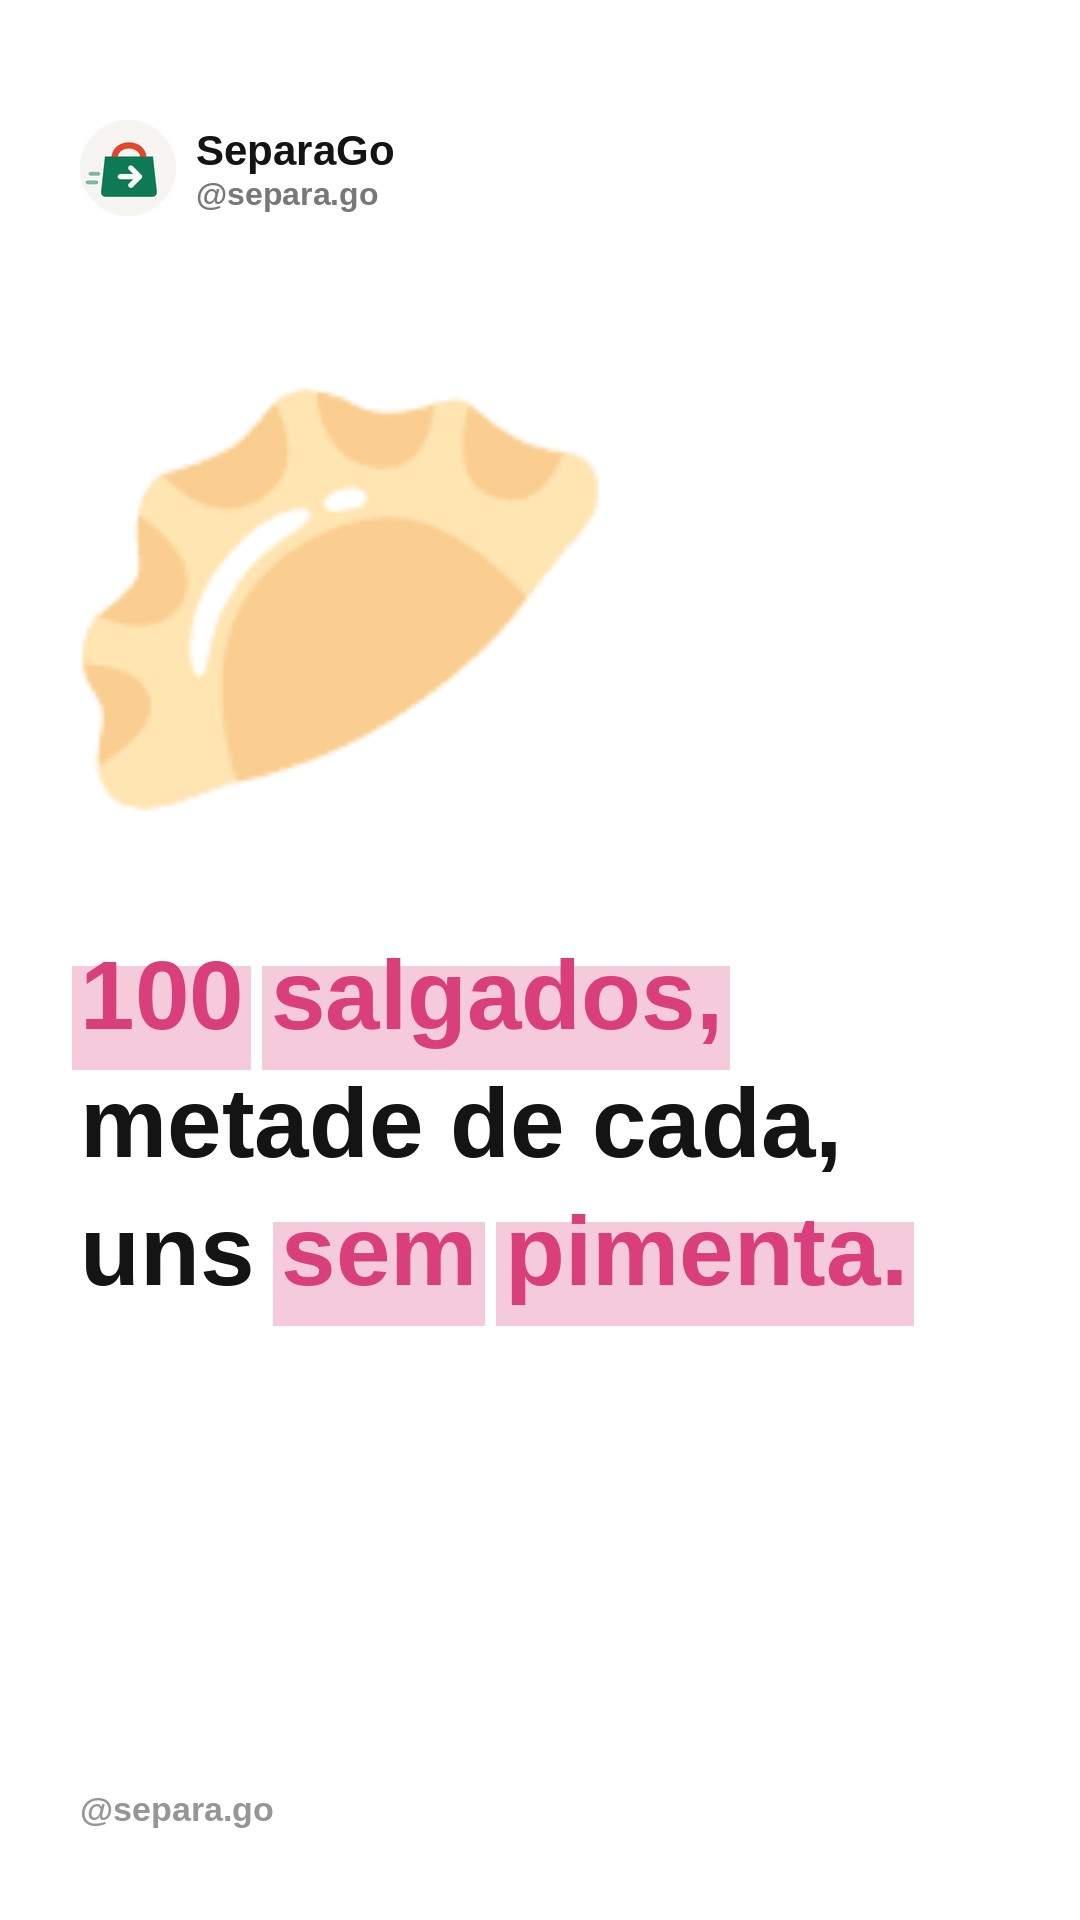 SeparaGo
@separa.go
100 salgados,
metade de cada,
uns sem pimenta.
@separa.go